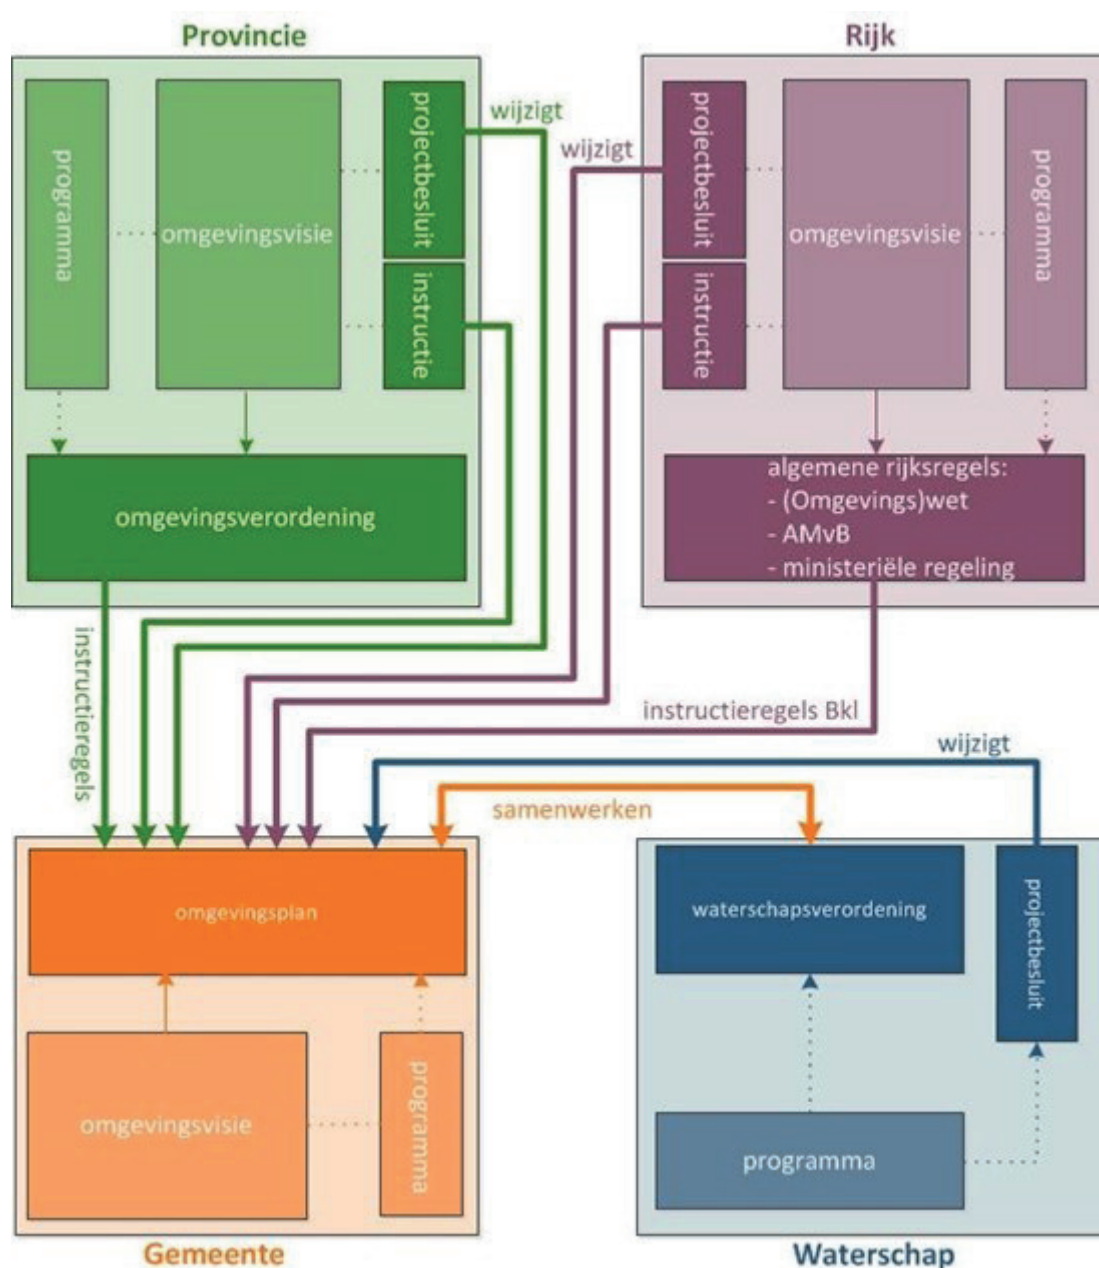 Provincie
programma
omgevingsvisie
projectbesluit
instructie
wijzigt
omgevingsverordening
instructieregels
Rijk
wijzigt
projectbesluit
instructie
omgevingsvisie
programma
algemene rijksregels:
- (Omgevings)wet
- AMvB
- ministeriële regeling
instructieregels Bkl
wijzigt
samenwerken
omgevingsplan
omgevingsvisie
programma
Gemeente
waterschapsverordening
projectbesluit
programma
Waterschap